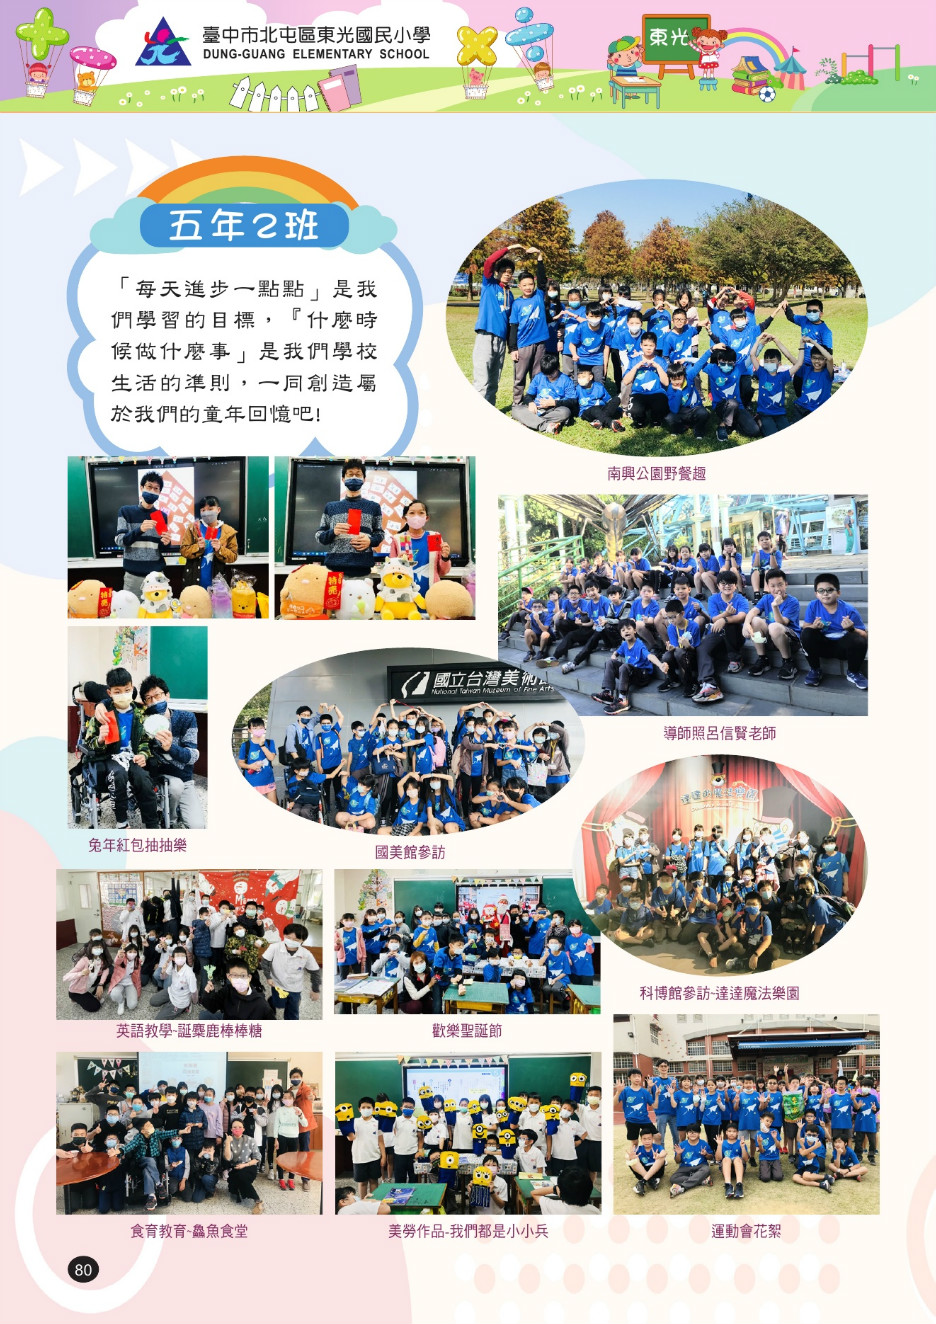 臺中市北屯區東光國民小學
DUNG-GUANG ELEMENTARY SCHOOL
東光
五年2班
「每天進步一點點」是我
們學習的目標，『什麼時
候做什麼事」是我們學校
生活的準則，一同創造屬
於我們的童年回憶吧!
南興公園野餐趣
導師照呂信賢老師
兔年紅包抽抽樂
國立台灣美術
National Taiwan Museum of Fine Arts
國美館參訪
達達的魔法樂園
科博館參訪~達達魔法樂園
英語教學~誕麋鹿棒棒糖
歡樂聖誕節
食育教育~鱻魚食堂
美勞作品-我們都是小小兵
運動會花絮
80